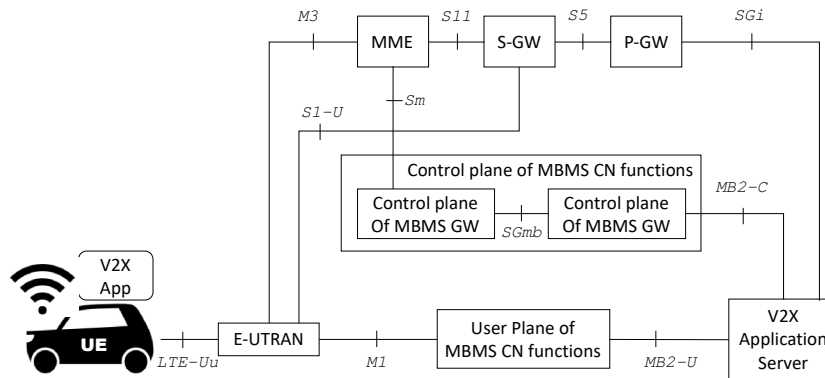 M3
S11
S5
SGi
MME
S-GW
P-GW
Sm
S1-U
Control plane of MBMS CN functions
MB2-C
Control plane
Of MBMS GW
SGmb
Control plane
Of MBMS GW
V2X
App
UE
LTE-Uu
E-UTRAN
M1
User Plane of
MBMS CN functions
MB2-U
V2X
Application
Server